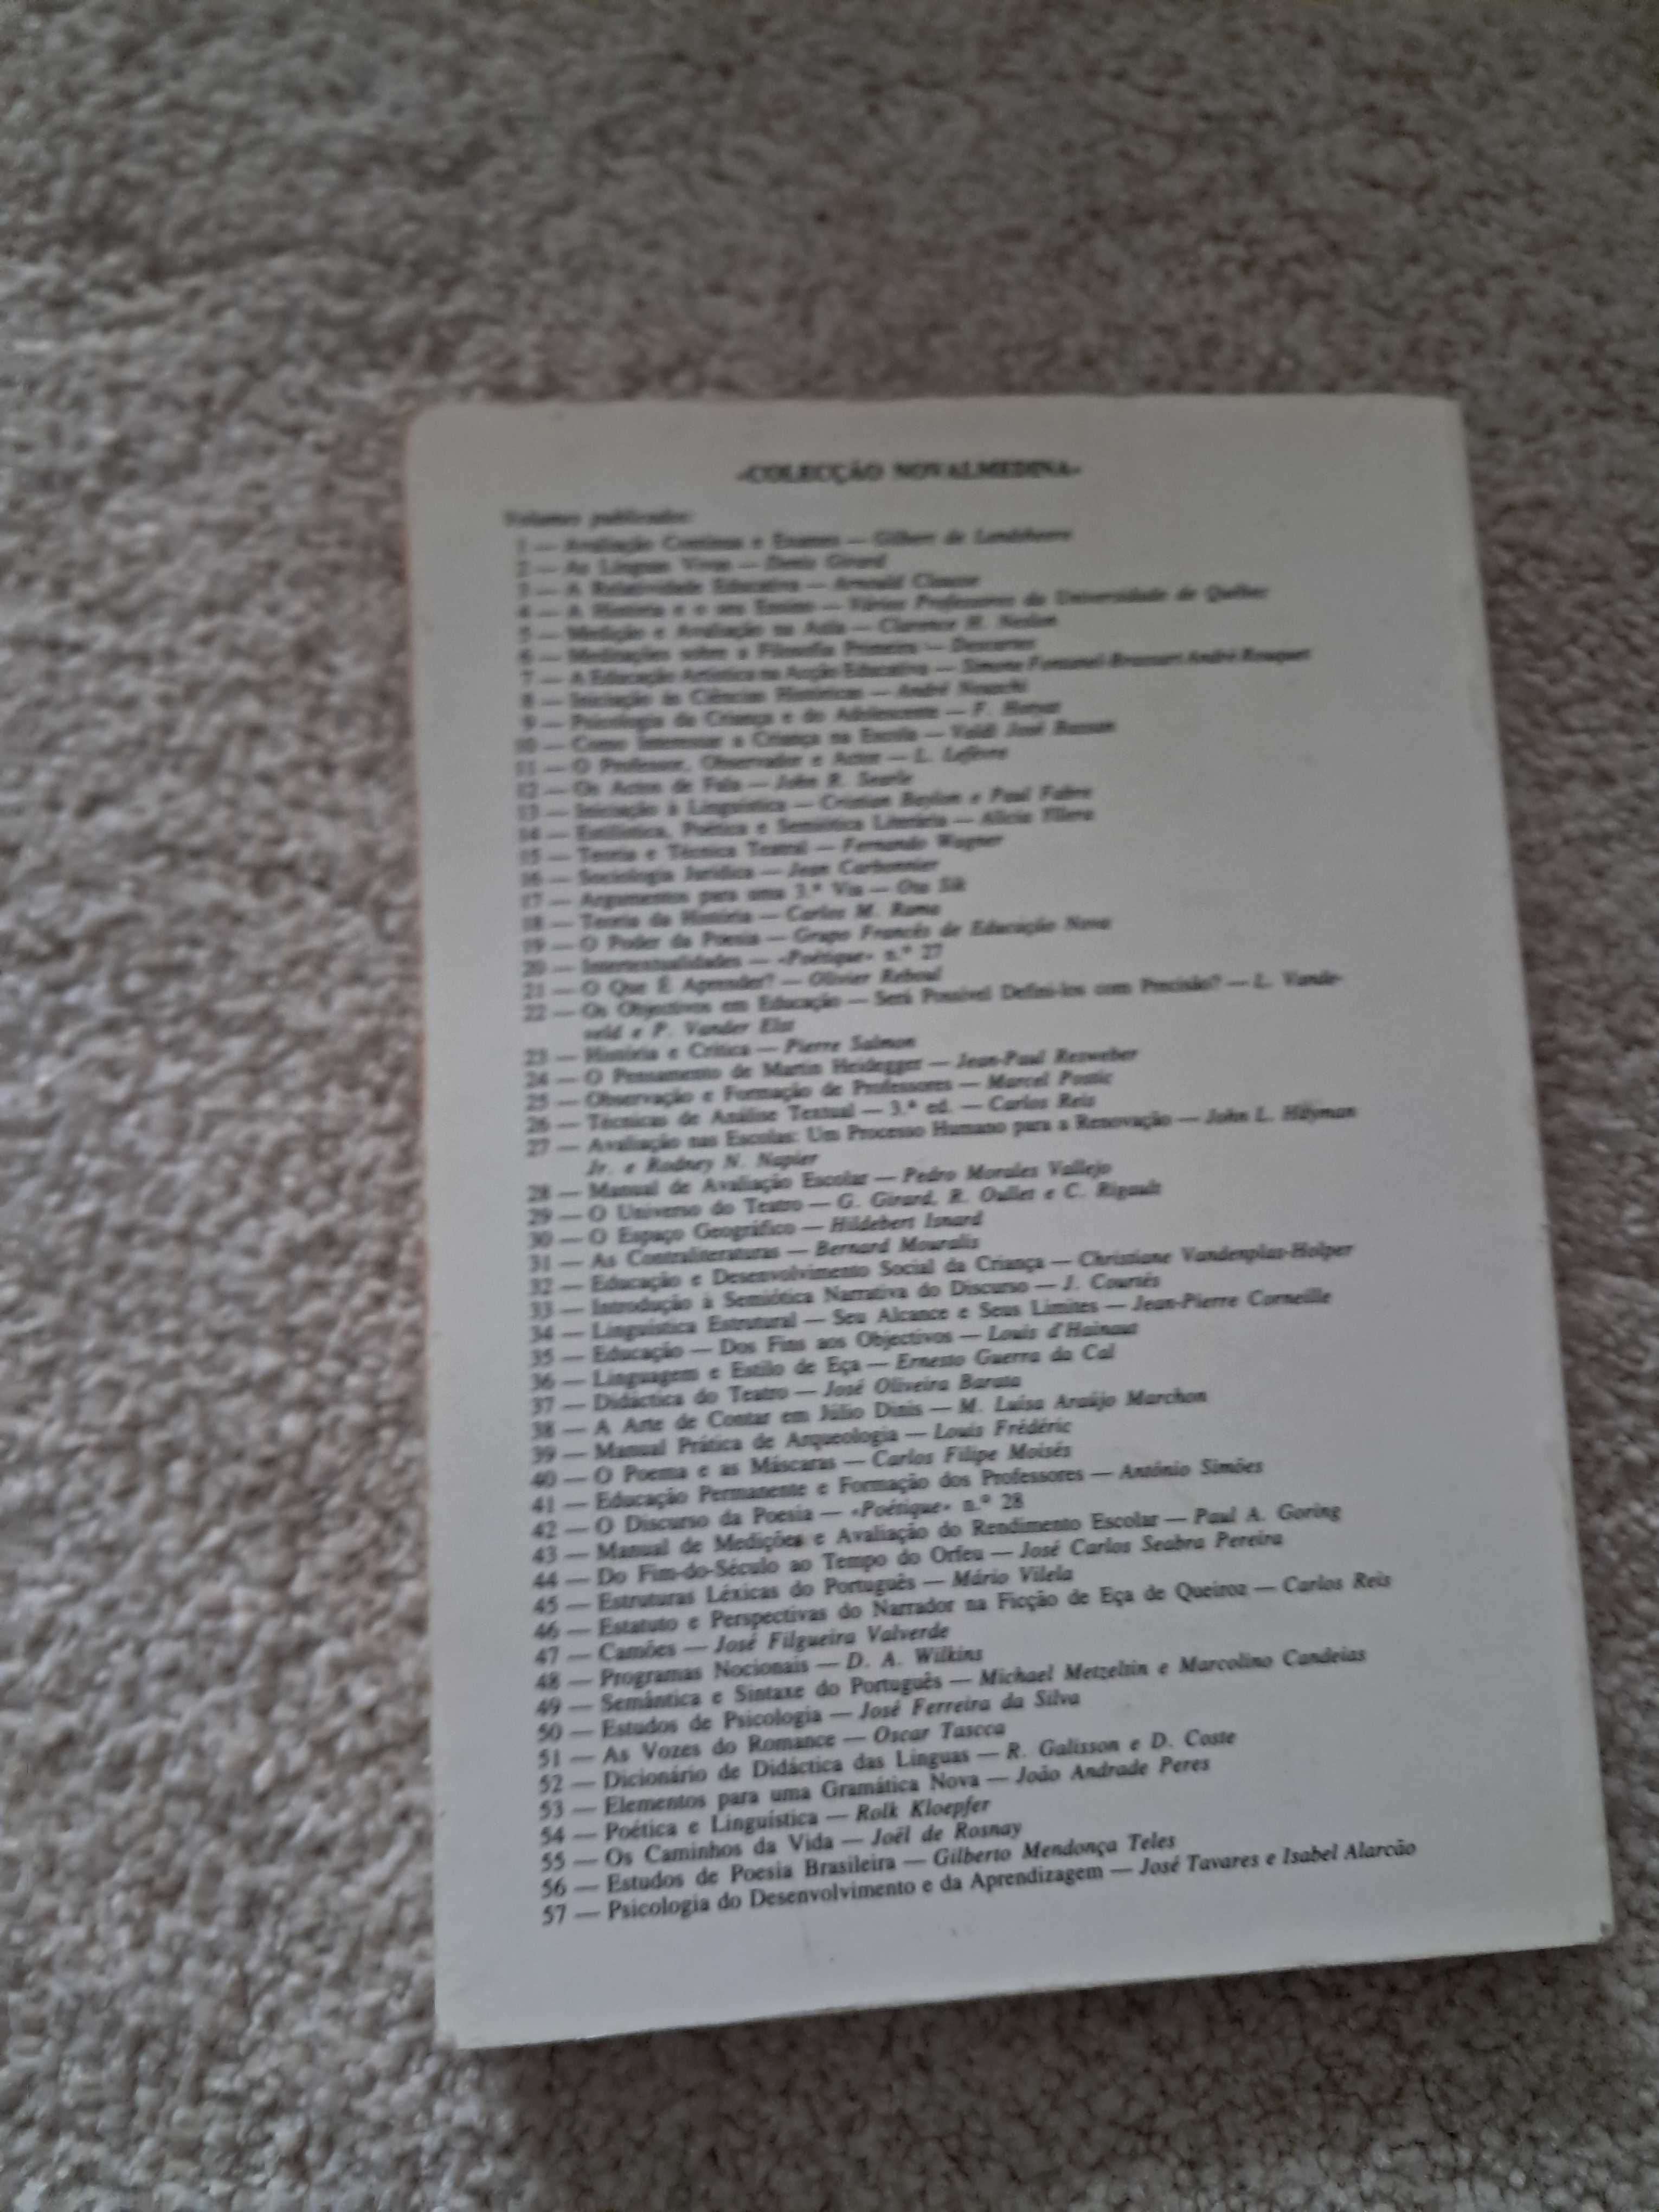 «COLECÇÃO NOVALMEDINA»
Volumes publicados:
1 — Avaliação Contínua e Exames — Gilbert de Landsheere
2 — As Línguas Vivas — Denis Girard
3 — A Relatividade Educativa — Arnould Clausse
4 — A História e o seu Ensino — Vários Professores da Universidade de Québec
5 — Medição e Avaliação na Aula — Clarence H. Neslon
6 — Meditações sobre a Filosofia Primeira — Descartes
7 — A Educação Artística na Acção Educativa — Simone Fontanel-Brassart André Rouquet
8 — Iniciação às Ciências Históricas — André Nouschi
9 — Psicologia da Criança e do Adolescente — F.
10 — Como Interessar a Criança na Escola — Valdi José Bassan
11 — O Professor, Observador e Actor — L. Lefèvre
12 — Os Actos de Fala — John R. Searle
13 — Iniciação à Linguística — Cristian Baylon e Paul Fabre
14 — Estilística, Poética e Semiótica Literária — Alicia Yllera
15 — Teoria e Técnica Teatral — Fernando Wagner
16 — Sociologia Jurídica — Jean Carbonnier
17 — Argumentos para uma 3.ª Via — Ota Sik
18 — Teoria da História — Carlos M. Rama
19 — O Poder da Poesia — Grupo Francês de Educação Nova
20 — Intertextualidades — «Poétique» n.º 27
21 — O Que É Aprender? — Olivier Reboul
22 — Os Objectivos em Educação — Será Possível Defini-los com Precisão? — L. Vande-
veld e P. Vander Elst
23 — História e Crítica — Pierre Salmon
24 — O Pensamento de Martin Heidegger — Jean-Paul Resweber
25 — Observação e Formação de Professores — Marcel Postic
26 — Técnicas de Análise Textual — 3.ª ed. — Carlos Reis
27 — Avaliação nas Escolas: Um Processo Humano para a Renovação — John L. Hayman
Jr. e Rodney N. Napier
28 — Manual de Avaliação Escolar — Pedro Morales Vallejo
29 — O Universo do Teatro — G. Girard, R. Oullet e C. Rigault
30 — O Espaço Geográfico — Hildebert Isnard
31 — As Contraliteraturas — Bernard Mouralis
32 — Educação e Desenvolvimento Social da Criança — Christiane Vandenplas-Holper
33 — Introdução à Semiótica Narrativa do Discurso — J. Courtés
34 — Linguística Estrutural — Seu Alcance e Seus Limites — Jean-Pierre Corneille
35 — Educação — Dos Fins aos Objectivos — Louis d'Hainaut
36 — Linguagem e Estilo de Eça — Ernesto Guerra da Cal
37 — Didáctica do Teatro — José Oliveira Barata
38 — A Arte de Contar em Júlio Dinis — M. Luísa Araújo Marchon
39 — Manual Prática de Arqueologia — Louis Frédéric
40 — O Poema e as Máscaras — Carlos Filipe Moisés
41 — Educação Permanente e Formação dos Professores — António Simões
42 — O Discurso da Poesia — «Poétique» n.º 28
43 — Manual de Medições e Avaliação do Rendimento Escolar — Paul A. Goring
44 — Do Fim-do-Século ao Tempo do Orfeu — José Carlos Seabra Pereira
45 — Estruturas Léxicas do Português — Mário Vilela
46 — Estatuto e Perspectivas do Narrador na Ficção de Eça de Queiroz — Carlos Reis
47 — Camões — José Filgueira Valverde
48 — Programas Nocionais — D. A. Wilkins
49 — Semântica e Sintaxe do Português — Michael Metzeltin e Marcolino Candeias
50 — Estudos de Psicologia — José Ferreira da Silva
51 — As Vozes do Romance — Oscar Tascca
52 — Dicionário de Didáctica das Línguas — R. Galisson e D. Coste
53 — Elementos para uma Gramática Nova — João Andrade Peres
54 — Poética e Linguística — Rolk Kloepfer
55 — Os Caminhos da Vida — Joël de Rosnay
56 — Estudos de Poesia Brasileira — Gilberto Mendonça Teles
57 — Psicologia do Desenvolvimento e da Aprendizagem — José Tavares e Isabel Alarcão